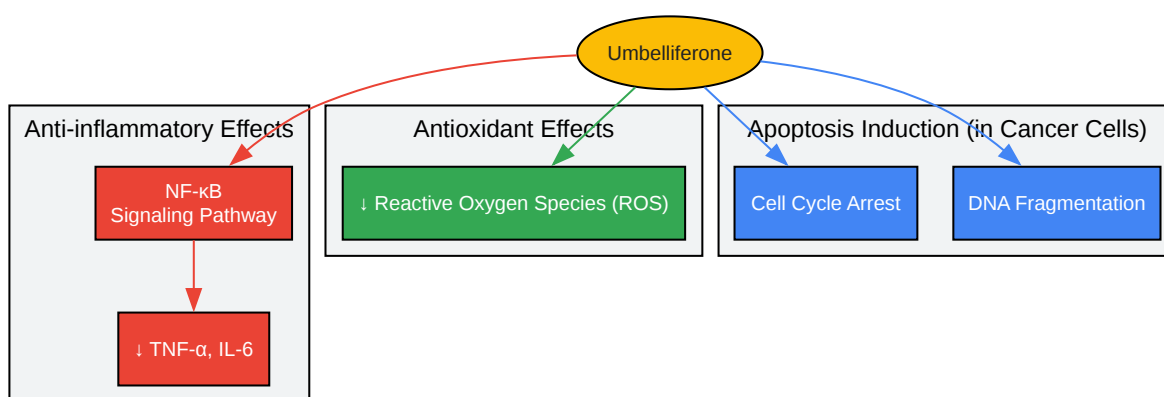 Umbelliferone
Anti-inflammatory Effects
Antioxidant Effects
Apoptosis Induction (in Cancer Cells)
NF-κB
Signaling Pathway
↓ Reactive Oxygen Species (ROS)
Cell Cycle Arrest
DNA Fragmentation
↓ TNF-α, IL-6